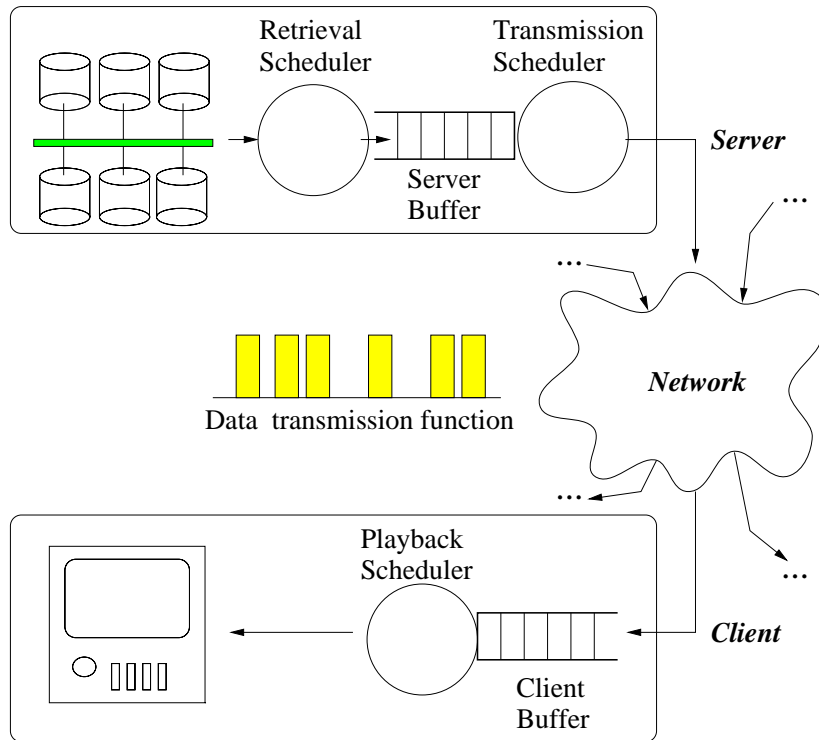 Retrieval
Scheduler
Transmission
Scheduler
Server
Buffer
Server
...
...
Network
Data transmission function
...
...
Playback
Scheduler
Client
Client
Buffer